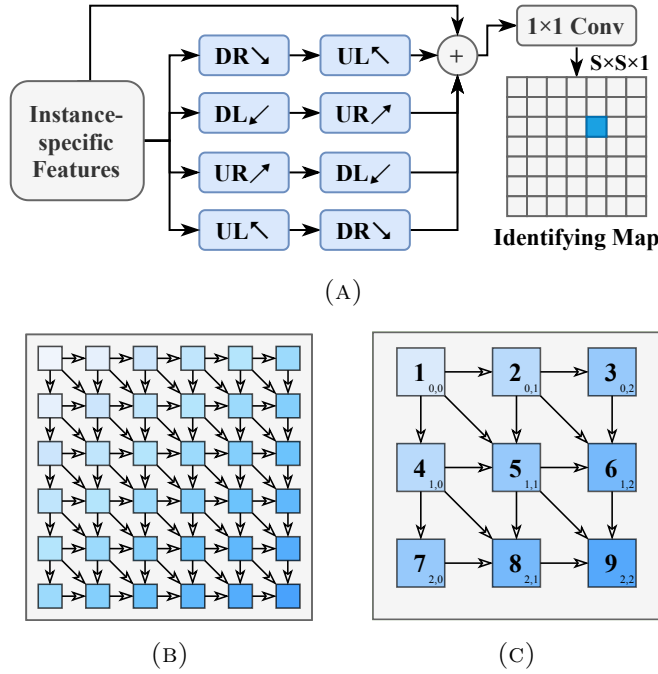 DR↘ UL↖ + 1×1 Conv
S×S×1
Instance-
specific
Features
DL↙ UR↗
UR↗ DL↙
UL↖ DR↘
Identifying Map
(A)
1 0,0 2 0,1 3 0,2
4 1,0 5 1,1 6 1,2
7 2,0 8 2,1 9 2,2
(B) (C)